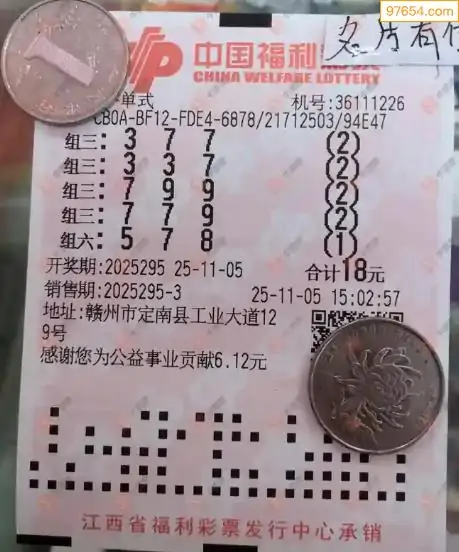 97654.com
名片有
中国福利
CHINA WELFARE LOTTERY
单式 机号:36111226
CB0A-BF12-FDE4-6878/21712503/94E47
组三: 3 7 7 (2)
组三: 3 3 7 (2)
组三: 7 9 9 (2)
组三: 7 7 9 (2)
组六: 5 7 8 (1)
开奖期:2025295 25-11-05 合计18元
销售期:2025295-3 25-11-05 15:02:57
地址:赣州市定南县工业大道12
9号
感谢您为公益事业贡献6.12元
江西省福利彩票发行中心承销